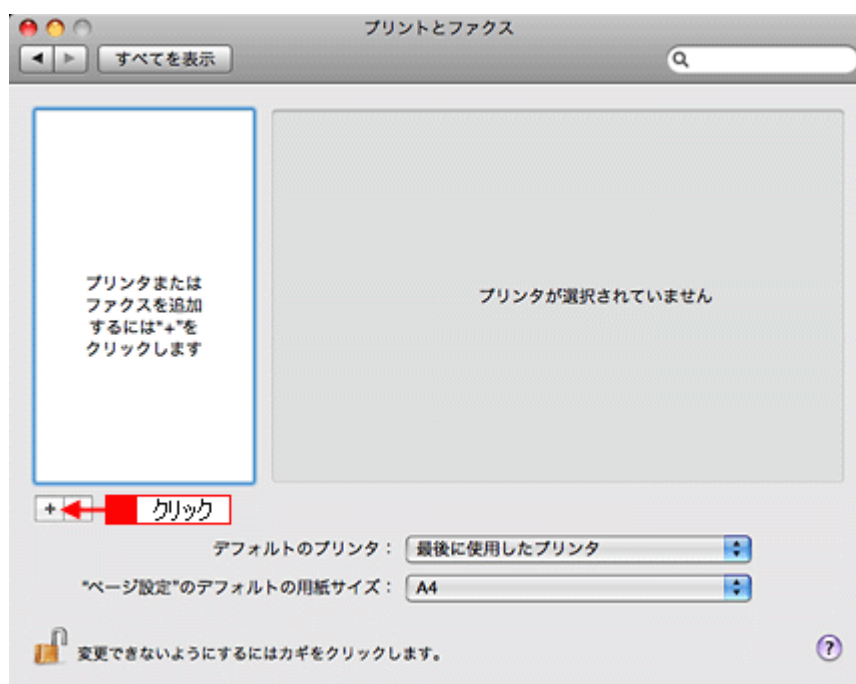 プリントとファクス
すべてを表示
プリンタまたは
ファクスを追加
するには"+"を
クリックします
プリンタが選択されていません
+
クリック
デフォルトのプリンタ：
最後に使用したプリンタ
"ページ設定"のデフォルトの用紙サイズ：
A4
変更できないようにするにはカギをクリックします。
?